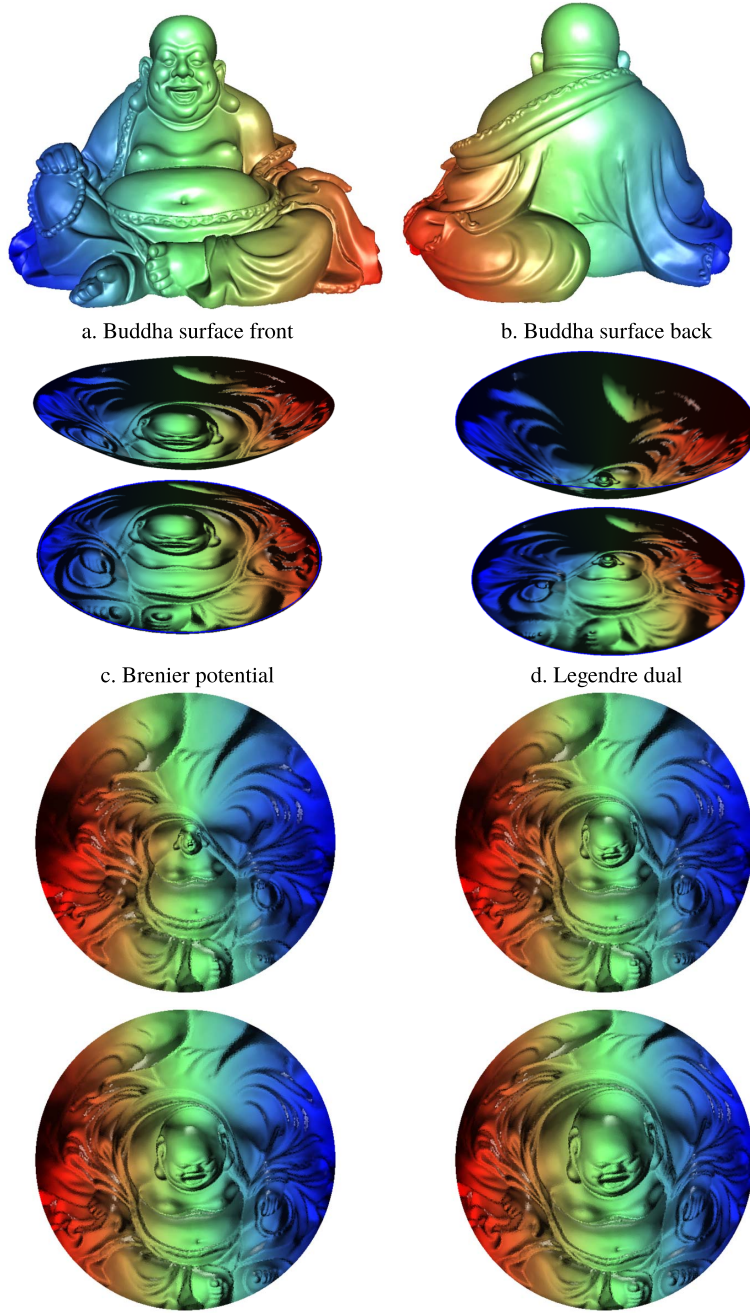 a. Buddha surface front
b. Buddha surface back
c. Brenier potential
d. Legendre dual